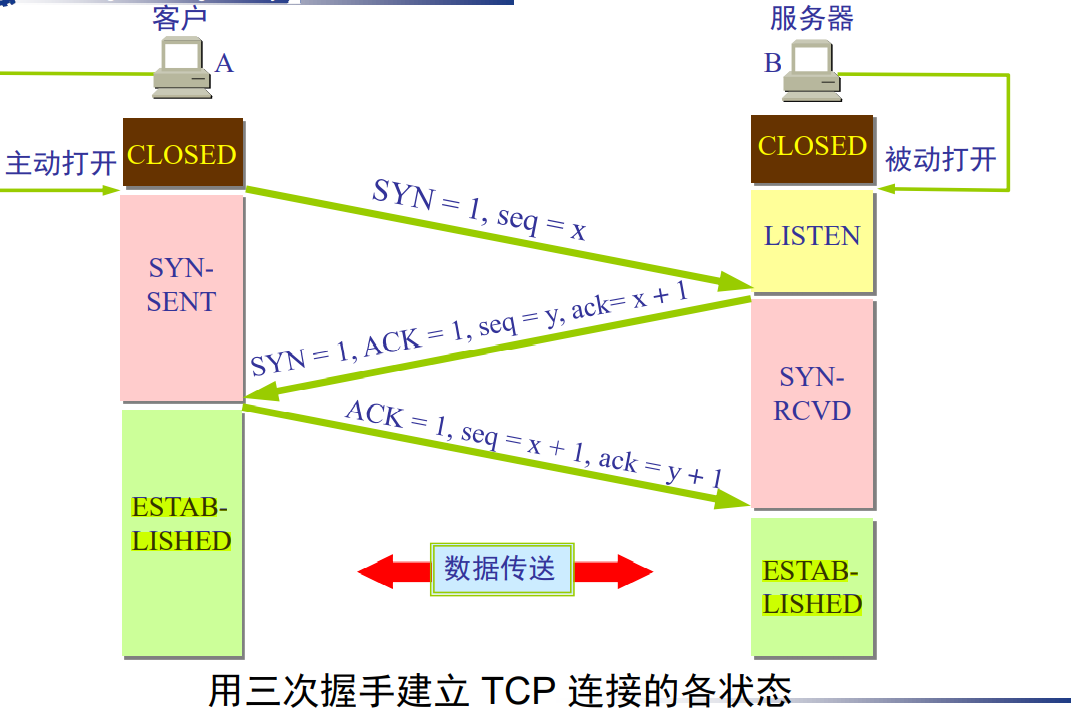 客户
服务器
A
B
CLOSED
CLOSED
主动打开
被动打开
SYN = 1, seq = x
LISTEN
SYN-
SENT
SYN = 1, ACK = 1, seq = y, ack= x + 1
SYN-
RCVD
ACK = 1, seq = x + 1, ack = y + 1
ESTAB-
LISHED
数据传送
ESTAB-
LISHED
用三次握手建立 TCP 连接的各状态